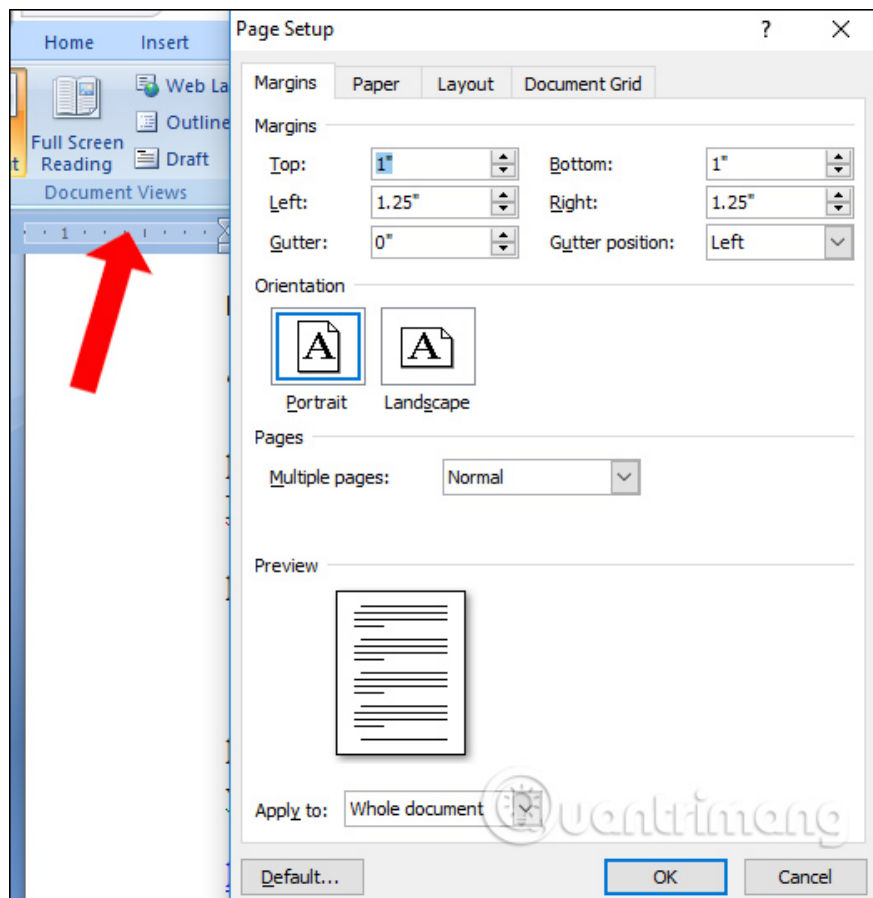 Home Insert
Page Setup ?
Web La
Outline
Full Screen
Reading
Draft
Document Views
1
Margins Paper Layout Document Grid
Margins
Top: 1" Bottom: 1"
Left: 1.25" Right: 1.25"
Gutter: 0" Gutter position: Left
Orientation
A A
Portrait Landscape
Pages
Multiple pages: Normal
Preview
Apply to: Whole document
Quantrimang
Default... OK Cancel